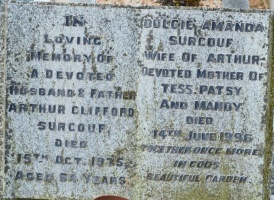 IN
LOVING
MEMORY OF
A DEVOTED
HUSBAND & FATHER
ARTHUR CLIFFORD
SURCOUF
DIED
15TH OCT. 1975
AGED 64 YEARS.
DULCIE AMANDA
SURCOUF
WIFE OF ARTHUR
DEVOTED MOTHER OF
TESS, PATSY
AND MANDY
DIED
14TH JUNE 1996
TOGETHER ONCE MORE
IN GODS
BEAUTIFUL GARDEN.